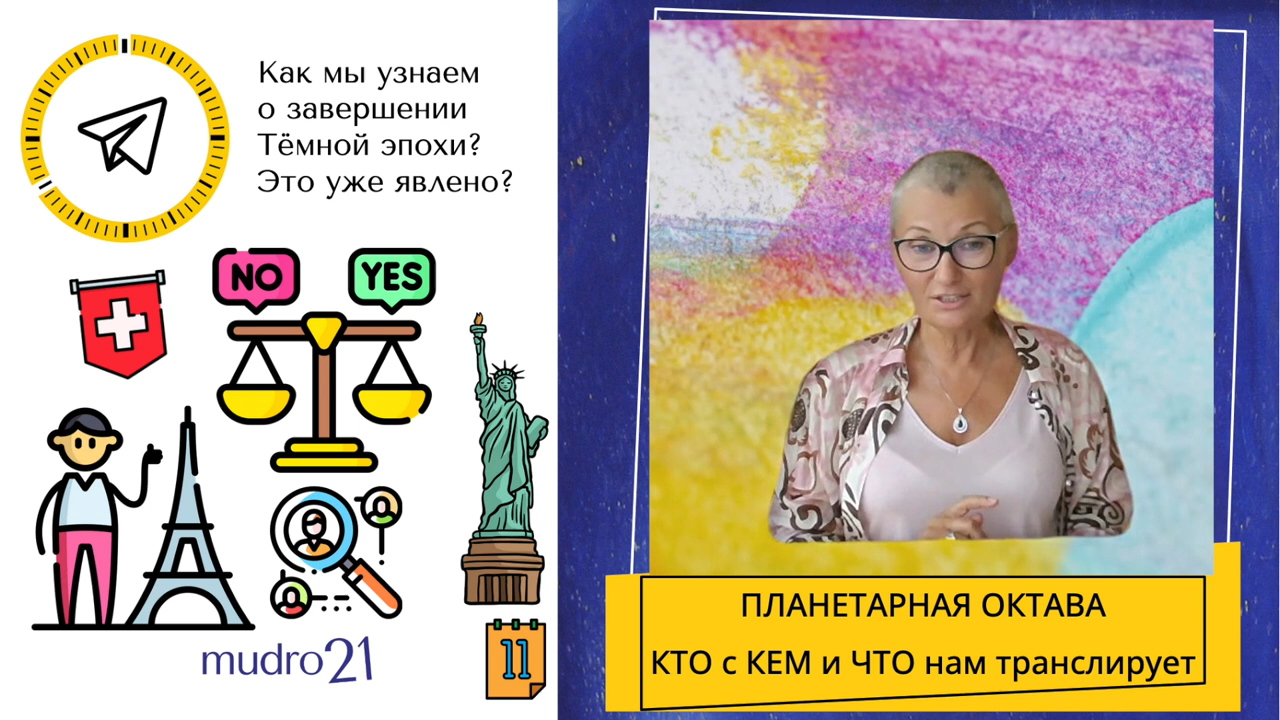 Как мы узнаем
о завершении
Тёмной эпохи?
Это уже явлено?
NO
YES
mudro21
11
ПЛАНЕТАРНАЯ ОКТАВА
КТО с КЕМ и ЧТО нам транслирует